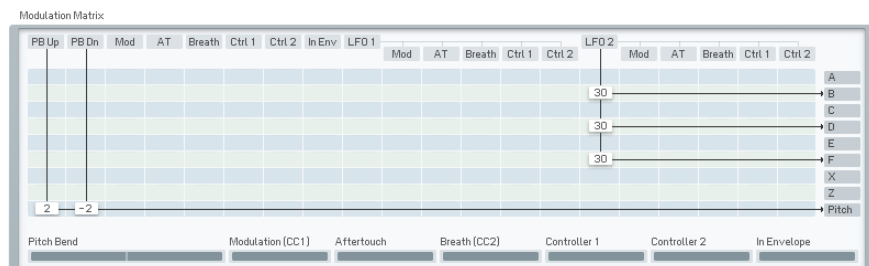 Modulation Matrix
PB Up PB Dn Mod AT Breath Ctrl 1 Ctrl 2 In Env LFO 1 LFO 2
Mod AT Breath Ctrl 1 Ctrl 2 Mod AT Breath Ctrl 1 Ctrl 2
A
30 B
C
30 D
E
30 F
X
Z
2 -2 Pitch
Pitch Bend Modulation (CC1) Aftertouch Breath (CC2) Controller 1 Controller 2 In Envelope